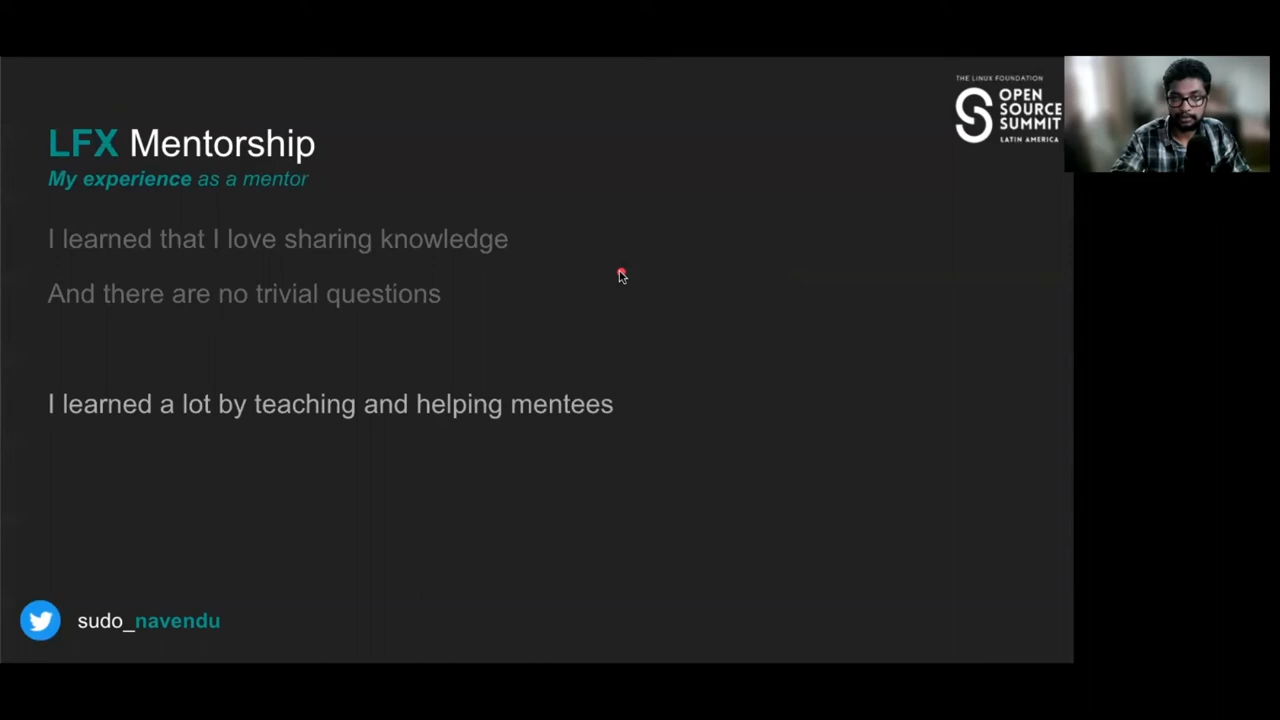 THE LINUX FOUNDATION
OPEN
SOURCE
SUMMIT
LATIN AMERICA
LFX Mentorship
My experience as a mentor
I learned that I love sharing knowledge
And there are no trivial questions
I learned a lot by teaching and helping mentees
sudo_navendu